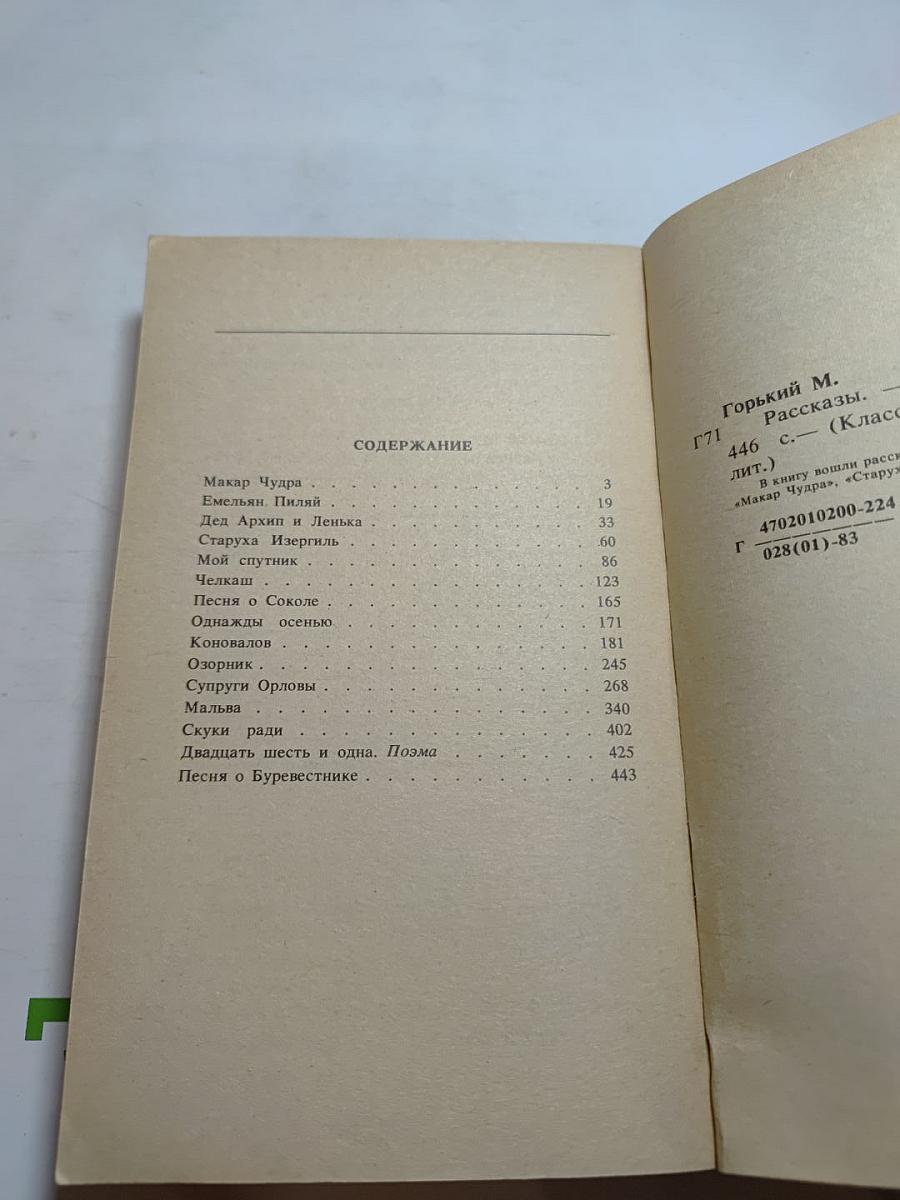 СОДЕРЖАНИЕ
Макар Чудра . . . . . . . . . . . . . . 3
Емельян Пиляй . . . . . . . . . . . . . 19
Дед Архип и Ленька . . . . . . . . . . . 33
Старуха Изергиль . . . . . . . . . . . . 60
Мой спутник . . . . . . . . . . . . . . 86
Челкаш . . . . . . . . . . . . . . . . 123
Песня о Соколе . . . . . . . . . . . . . 165
Однажды осенью . . . . . . . . . . . . 171
Коновалов . . . . . . . . . . . . . . . 181
Озорник . . . . . . . . . . . . . . . . 245
Супруги Орловы . . . . . . . . . . . . . 268
Мальва . . . . . . . . . . . . . . . . 340
Скуки ради . . . . . . . . . . . . . . 402
Двадцать шесть и одна. Поэма . . . . . . . 425
Песня о Буревестнике . . . . . . . . . . . 443
Горький М.
Г71 Рассказы. —
446 с.— (Класс
лит.)
В книгу вошли расск
«Макар Чудра», «Старух
Г 4702010200-224
028(01)-83